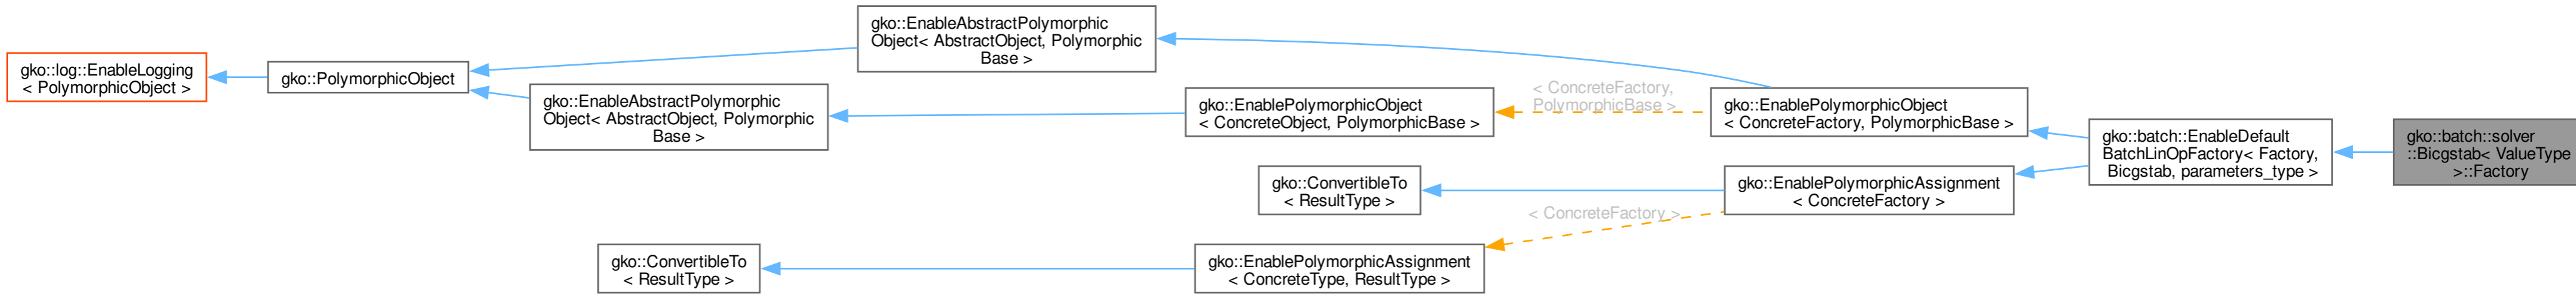 gko::log::EnableLogging
< PolymorphicObject >
gko::PolymorphicObject
gko::EnableAbstractPolymorphic
Object< AbstractObject, Polymorphic
Base >
gko::EnableAbstractPolymorphic
Object< AbstractObject, Polymorphic
Base >
gko::EnablePolymorphicObject
< ConcreteObject, PolymorphicBase >
< ConcreteFactory,
PolymorphicBase >
gko::EnablePolymorphicObject
< ConcreteFactory, PolymorphicBase >
gko::ConvertibleTo
< ResultType >
gko::EnablePolymorphicAssignment
< ConcreteFactory >
< ConcreteFactory >
gko::ConvertibleTo
< ResultType >
gko::EnablePolymorphicAssignment
< ConcreteType, ResultType >
gko::batch::EnableDefault
BatchLinOpFactory< Factory,
Bicgstab, parameters_type >
gko::batch::solver
::Bicgstab< ValueType
>::Factory